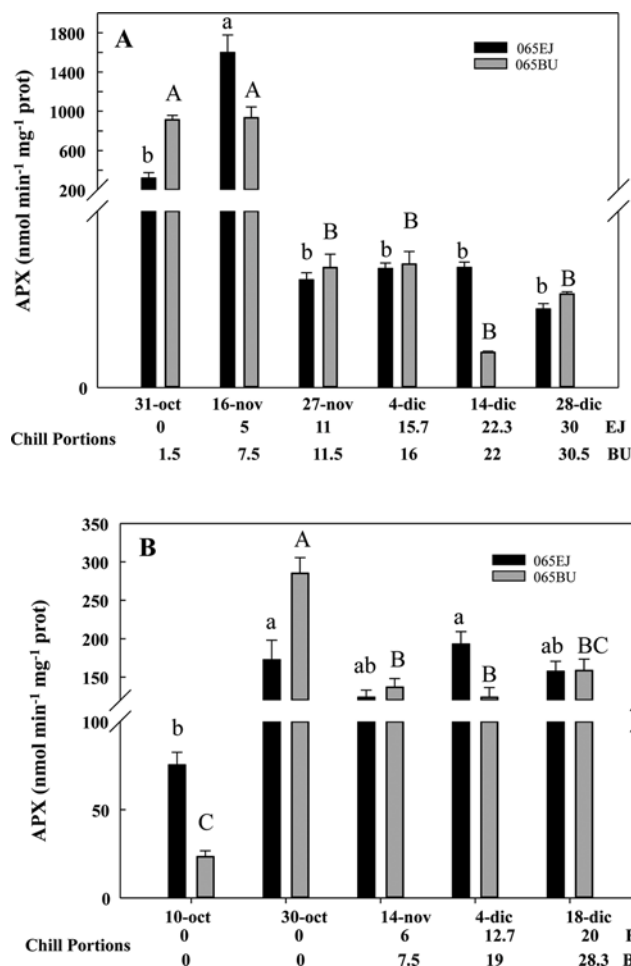 A
065EJ
065BU
APX (nmol min⁻¹ mg⁻¹ prot)
1800
1600
1400
1000
600
200
0
b A a A b B b B b B b B
31-oct 16-nov 27-nov 4-dic 14-dic 28-dic
Chill Portions
0 5 11 15.7 22.3 30 EJ
1.5 7.5 11.5 16 22 30.5 BU
B
065EJ
065BU
APX (nmol min⁻¹ mg⁻¹ prot)
350
300
250
200
150
100
50
0
b C a A ab B a B ab BC
10-oct 30-oct 14-nov 4-dic 18-dic
Chill Portions
0 0 6 12.7 20
0 0 7.5 19 28.3